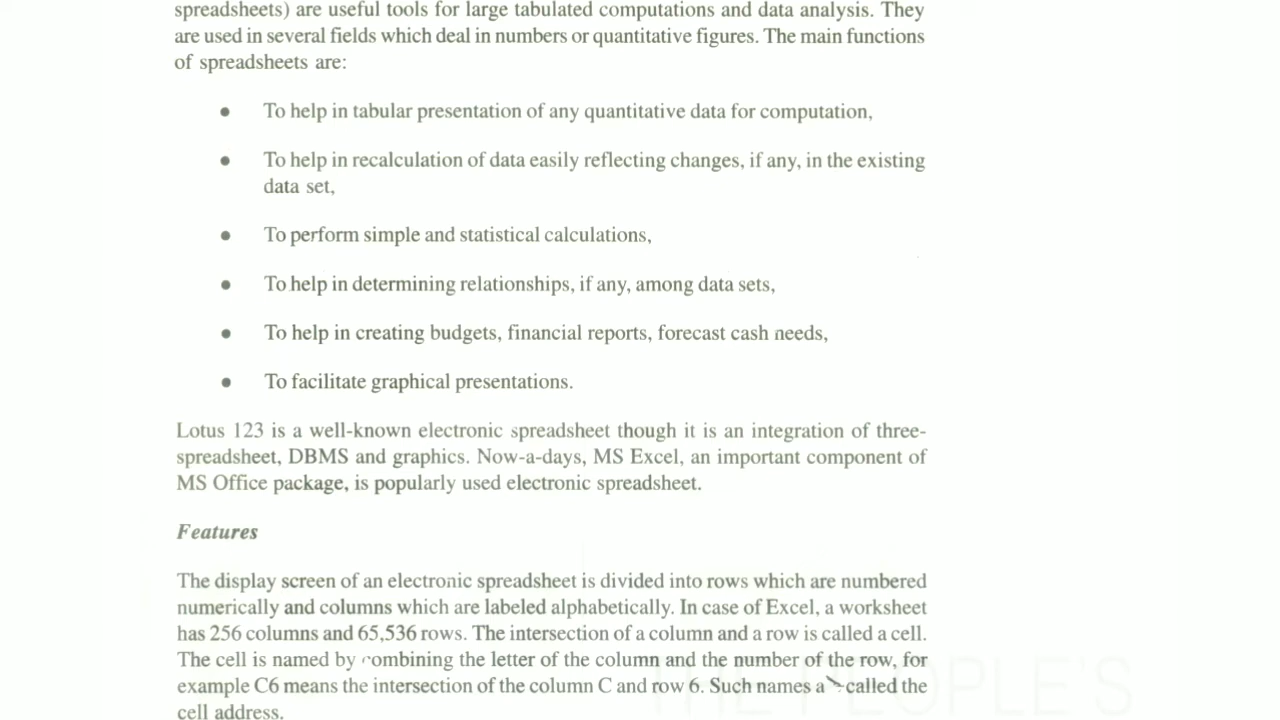 spreadsheets) are useful tools for large tabulated computations and data analysis. They
are used in several fields which deal in numbers or quantitative figures. The main functions
of spreadsheets are:
● To help in tabular presentation of any quantitative data for computation,
● To help in recalculation of data easily reflecting changes, if any, in the existing
data set,
● To perform simple and statistical calculations,
● To help in determining relationships, if any, among data sets,
● To help in creating budgets, financial reports, forecast cash needs,
● To facilitate graphical presentations.
Lotus 123 is a well-known electronic spreadsheet though it is an integration of three-
spreadsheet, DBMS and graphics. Now-a-days, MS Excel, an important component of
MS Office package, is popularly used electronic spreadsheet.
Features
The display screen of an electronic spreadsheet is divided into rows which are numbered
numerically and columns which are labeled alphabetically. In case of Excel, a worksheet
has 256 columns and 65,536 rows. The intersection of a column and a row is called a cell.
The cell is named by combining the letter of the column and the number of the row, for
example C6 means the intersection of the column C and row 6. Such names a called the
cell address.
THE PEOPLE'S